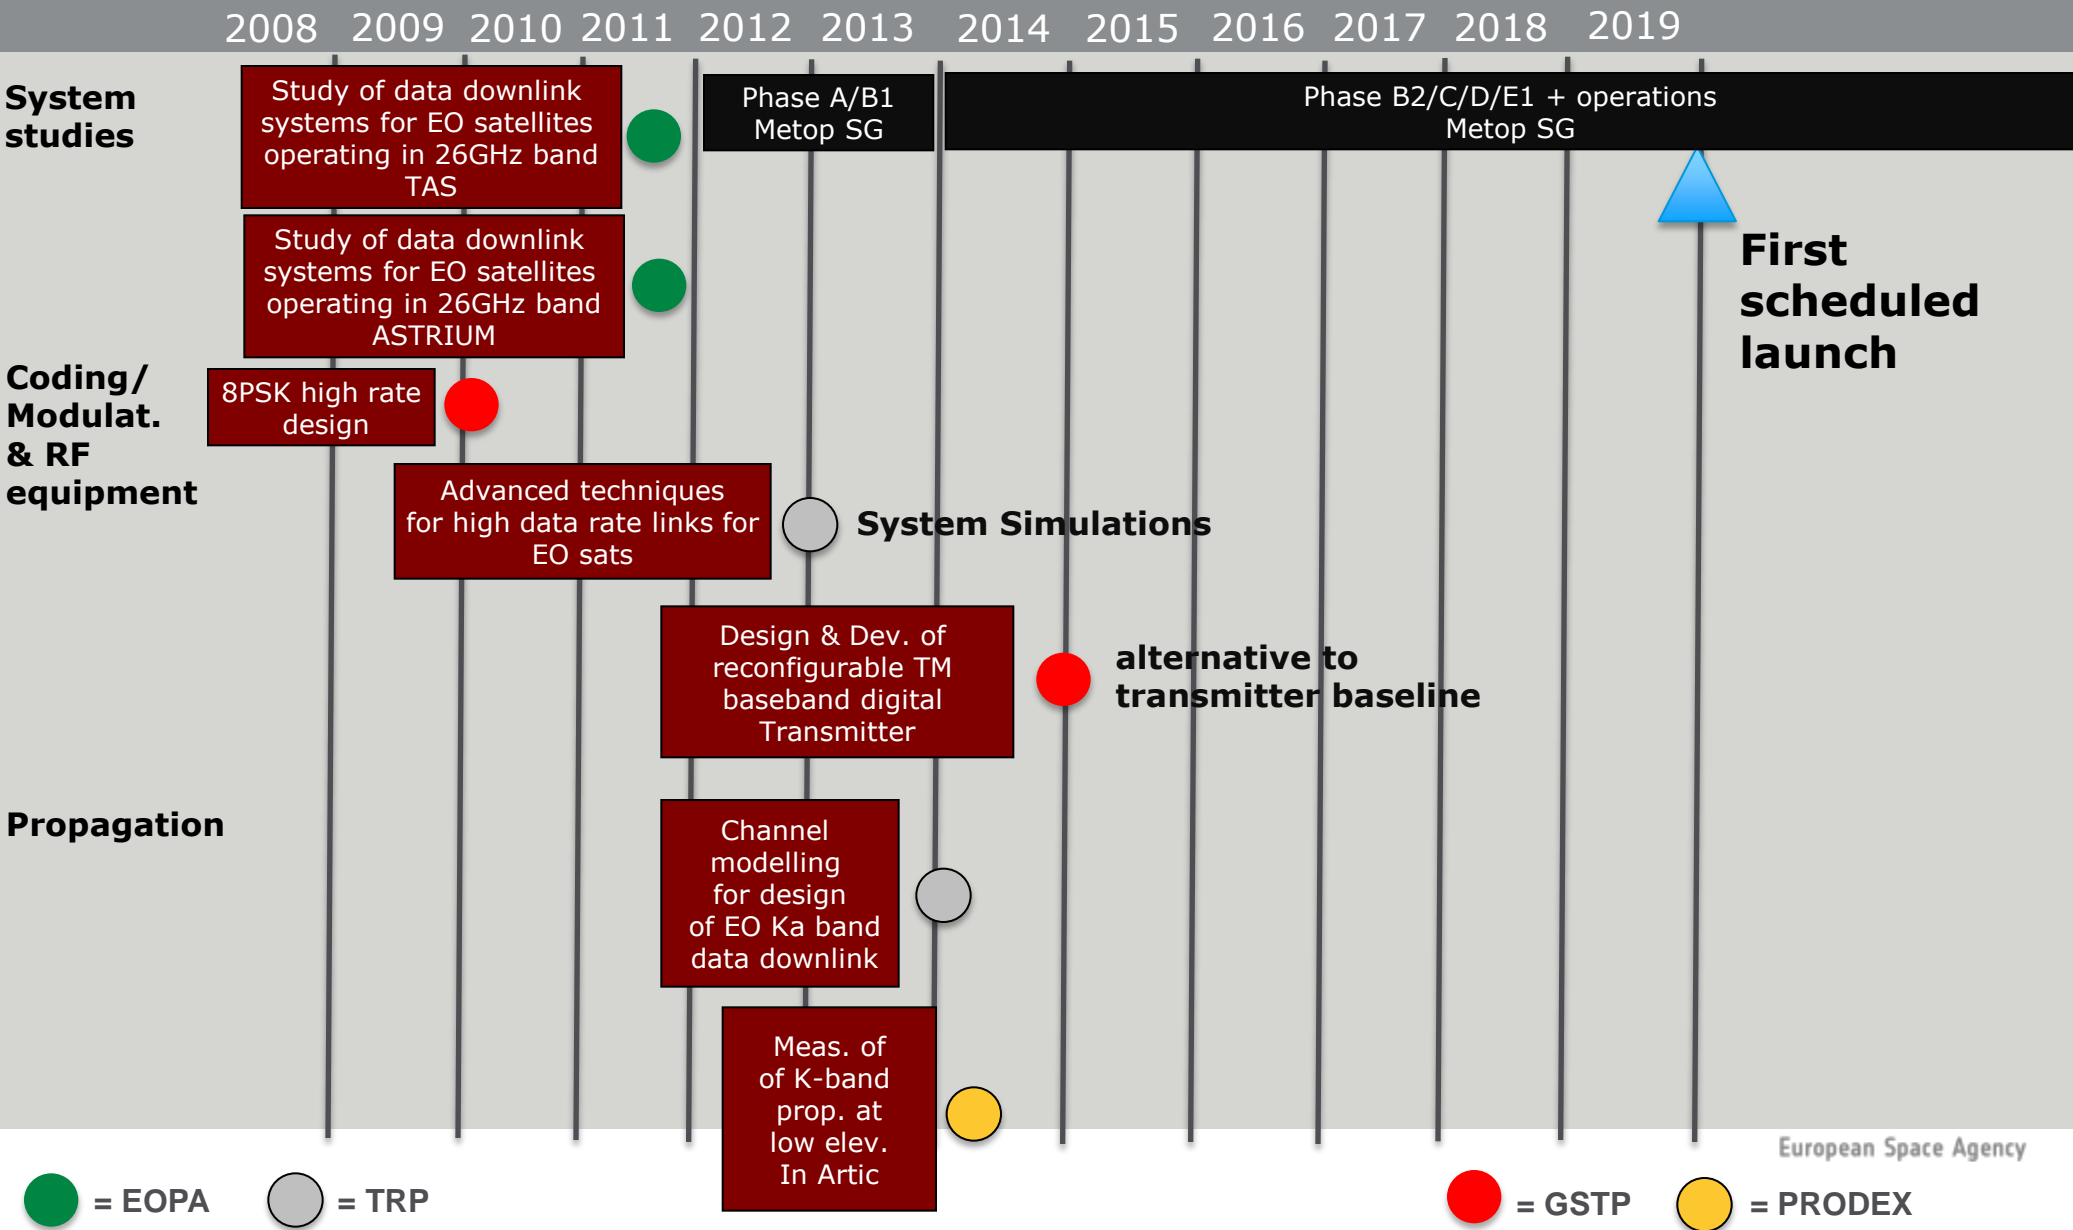 2008 2009 2010 2011 2012 2013 2014 2015 2016 2017 2018 2019
System
studies
Study of data downlink
systems for EO satellites
operating in 26GHz band
TAS
Phase A/B1
Metop SG
Phase B2/C/D/E1 + operations
Metop SG
Study of data downlink
systems for EO satellites
operating in 26GHz band
ASTRIUM
First
scheduled
launch
Coding/
Modulat.
& RF
equipment
8PSK high rate
design
Advanced techniques
for high data rate links for
EO sats
System Simulations
Design & Dev. of
reconfigurable TM
baseband digital
Transmitter
alternative to
transmitter baseline
Propagation
Channel
modelling
for design
of EO Ka band
data downlink
Meas. of
of K-band
prop. at
low elev.
In Artic
European Space Agency
= EOPA
= TRP
= GSTP
= PRODEX